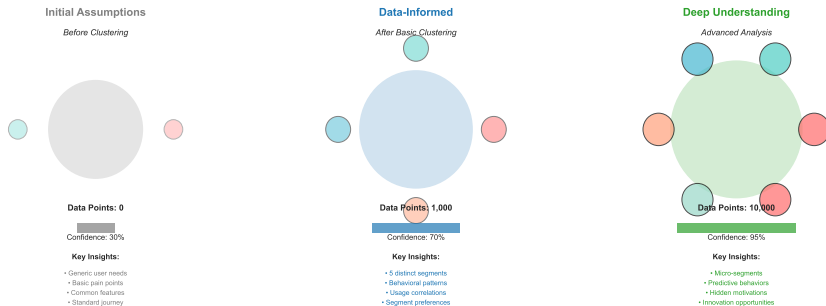 Initial Assumptions
Before Clustering
Data Points: 0
Confidence: 30%
Key Insights:
• Generic user needs
• Basic pain points
• Common features
• Standard journey
Data-Informed
After Basic Clustering
Data Points: 1,000
Confidence: 70%
Key Insights:
• 5 distinct segments
• Behavioral patterns
• Usage correlations
• Segment preferences
Deep Understanding
Advanced Analysis
Data Points: 10,000
Confidence: 95%
Key Insights:
• Micro-segments
• Predictive behaviors
• Hidden motivations
• Innovation opportunities